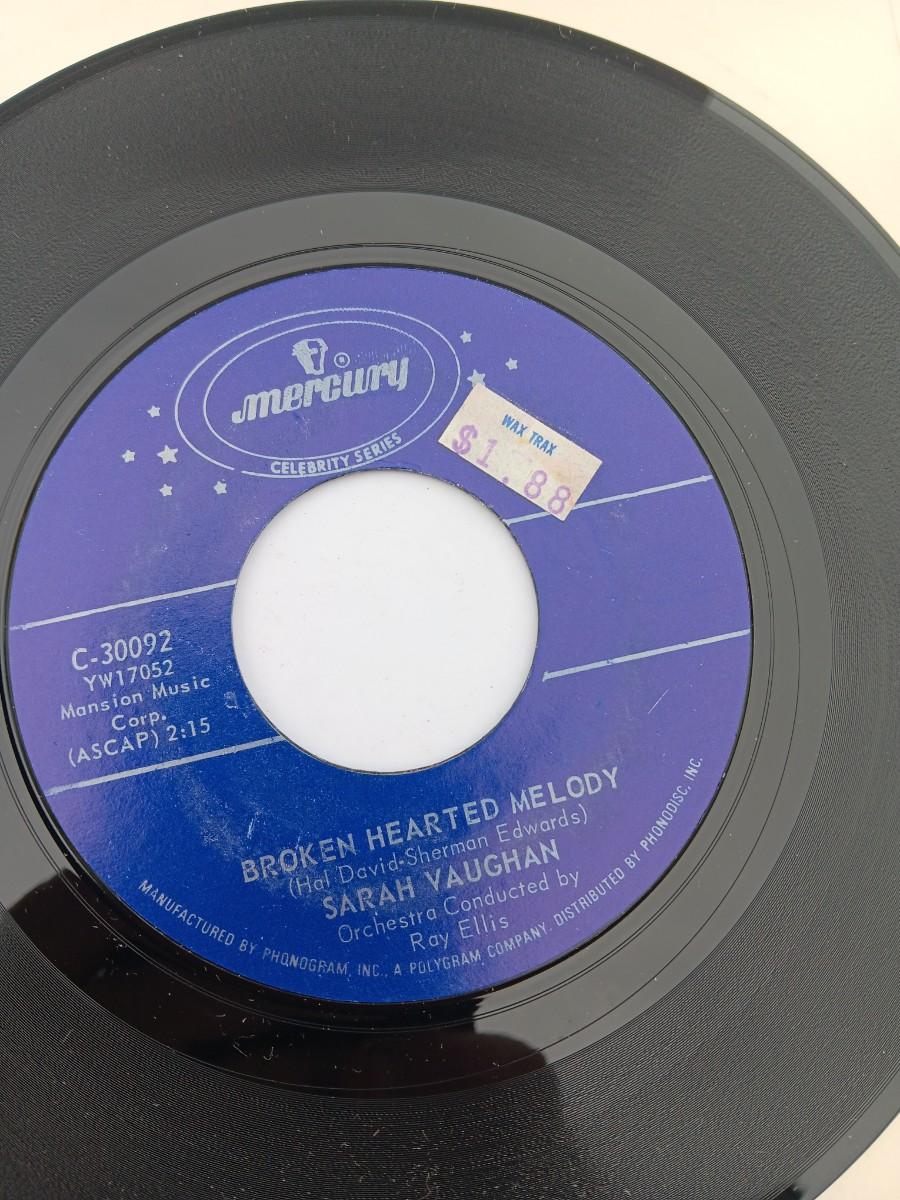 mercury ®
CELEBRITY SERIES
WAX TRAX
$1.88
C-30092
YW17052
Mansion Music
Corp.
(ASCAP) 2:15
BROKEN HEARTED MELODY
(Hal David-Sherman Edwards)
SARAH VAUGHAN
Orchestra Conducted by
Ray Ellis
MANUFACTURED BY PHONOGRAM, INC., A POLYGRAM COMPANY. DISTRIBUTED BY PHONODISC, INC.